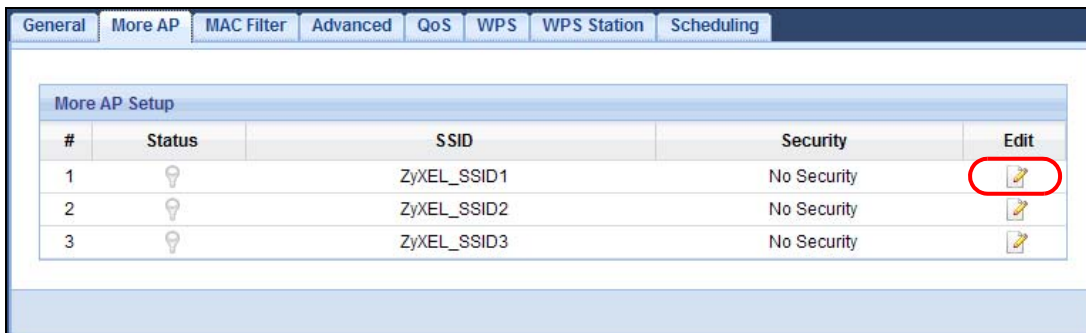 General More AP MAC Filter Advanced QoS WPS WPS Station Scheduling
More AP Setup
# Status SSID Security Edit
1 ZyXEL_SSID1 No Security
2 ZyXEL_SSID2 No Security
3 ZyXEL_SSID3 No Security